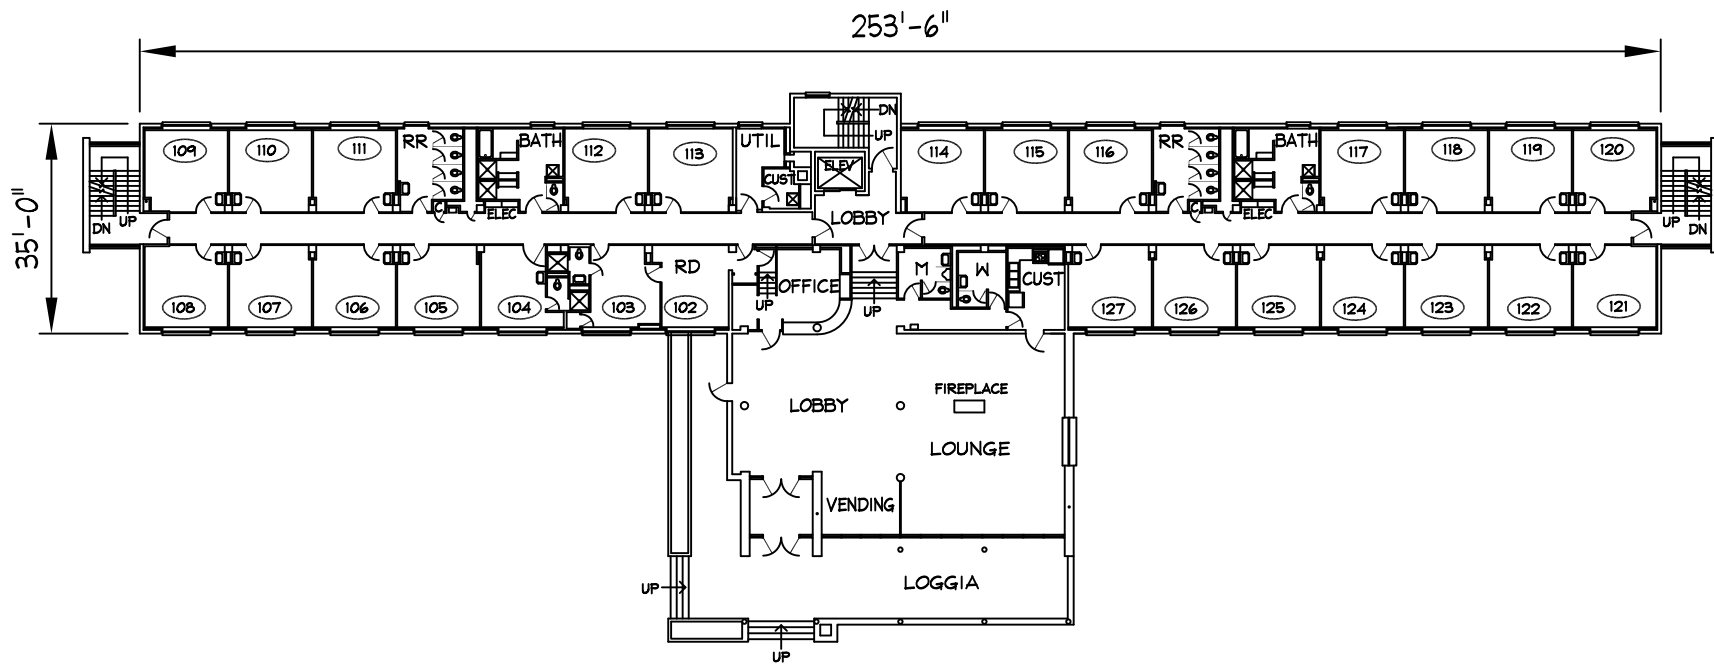 253'-6"
35'-0"
109
110
111
RR
BATH
112
113
UTIL
DN
UP
114
115
116
RR
BATH
117
118
119
120
CUST
ELEV
C
ELEC
LOBBY
C
ELEC
DN
UP
UP
DN
RD
OFFICE
UP
UP
M
W
CUST
108
107
106
105
104
103
102
127
126
125
124
123
122
121
FIREPLACE
LOBBY
LOUNGE
VENDING
LOGGIA
UP
UP